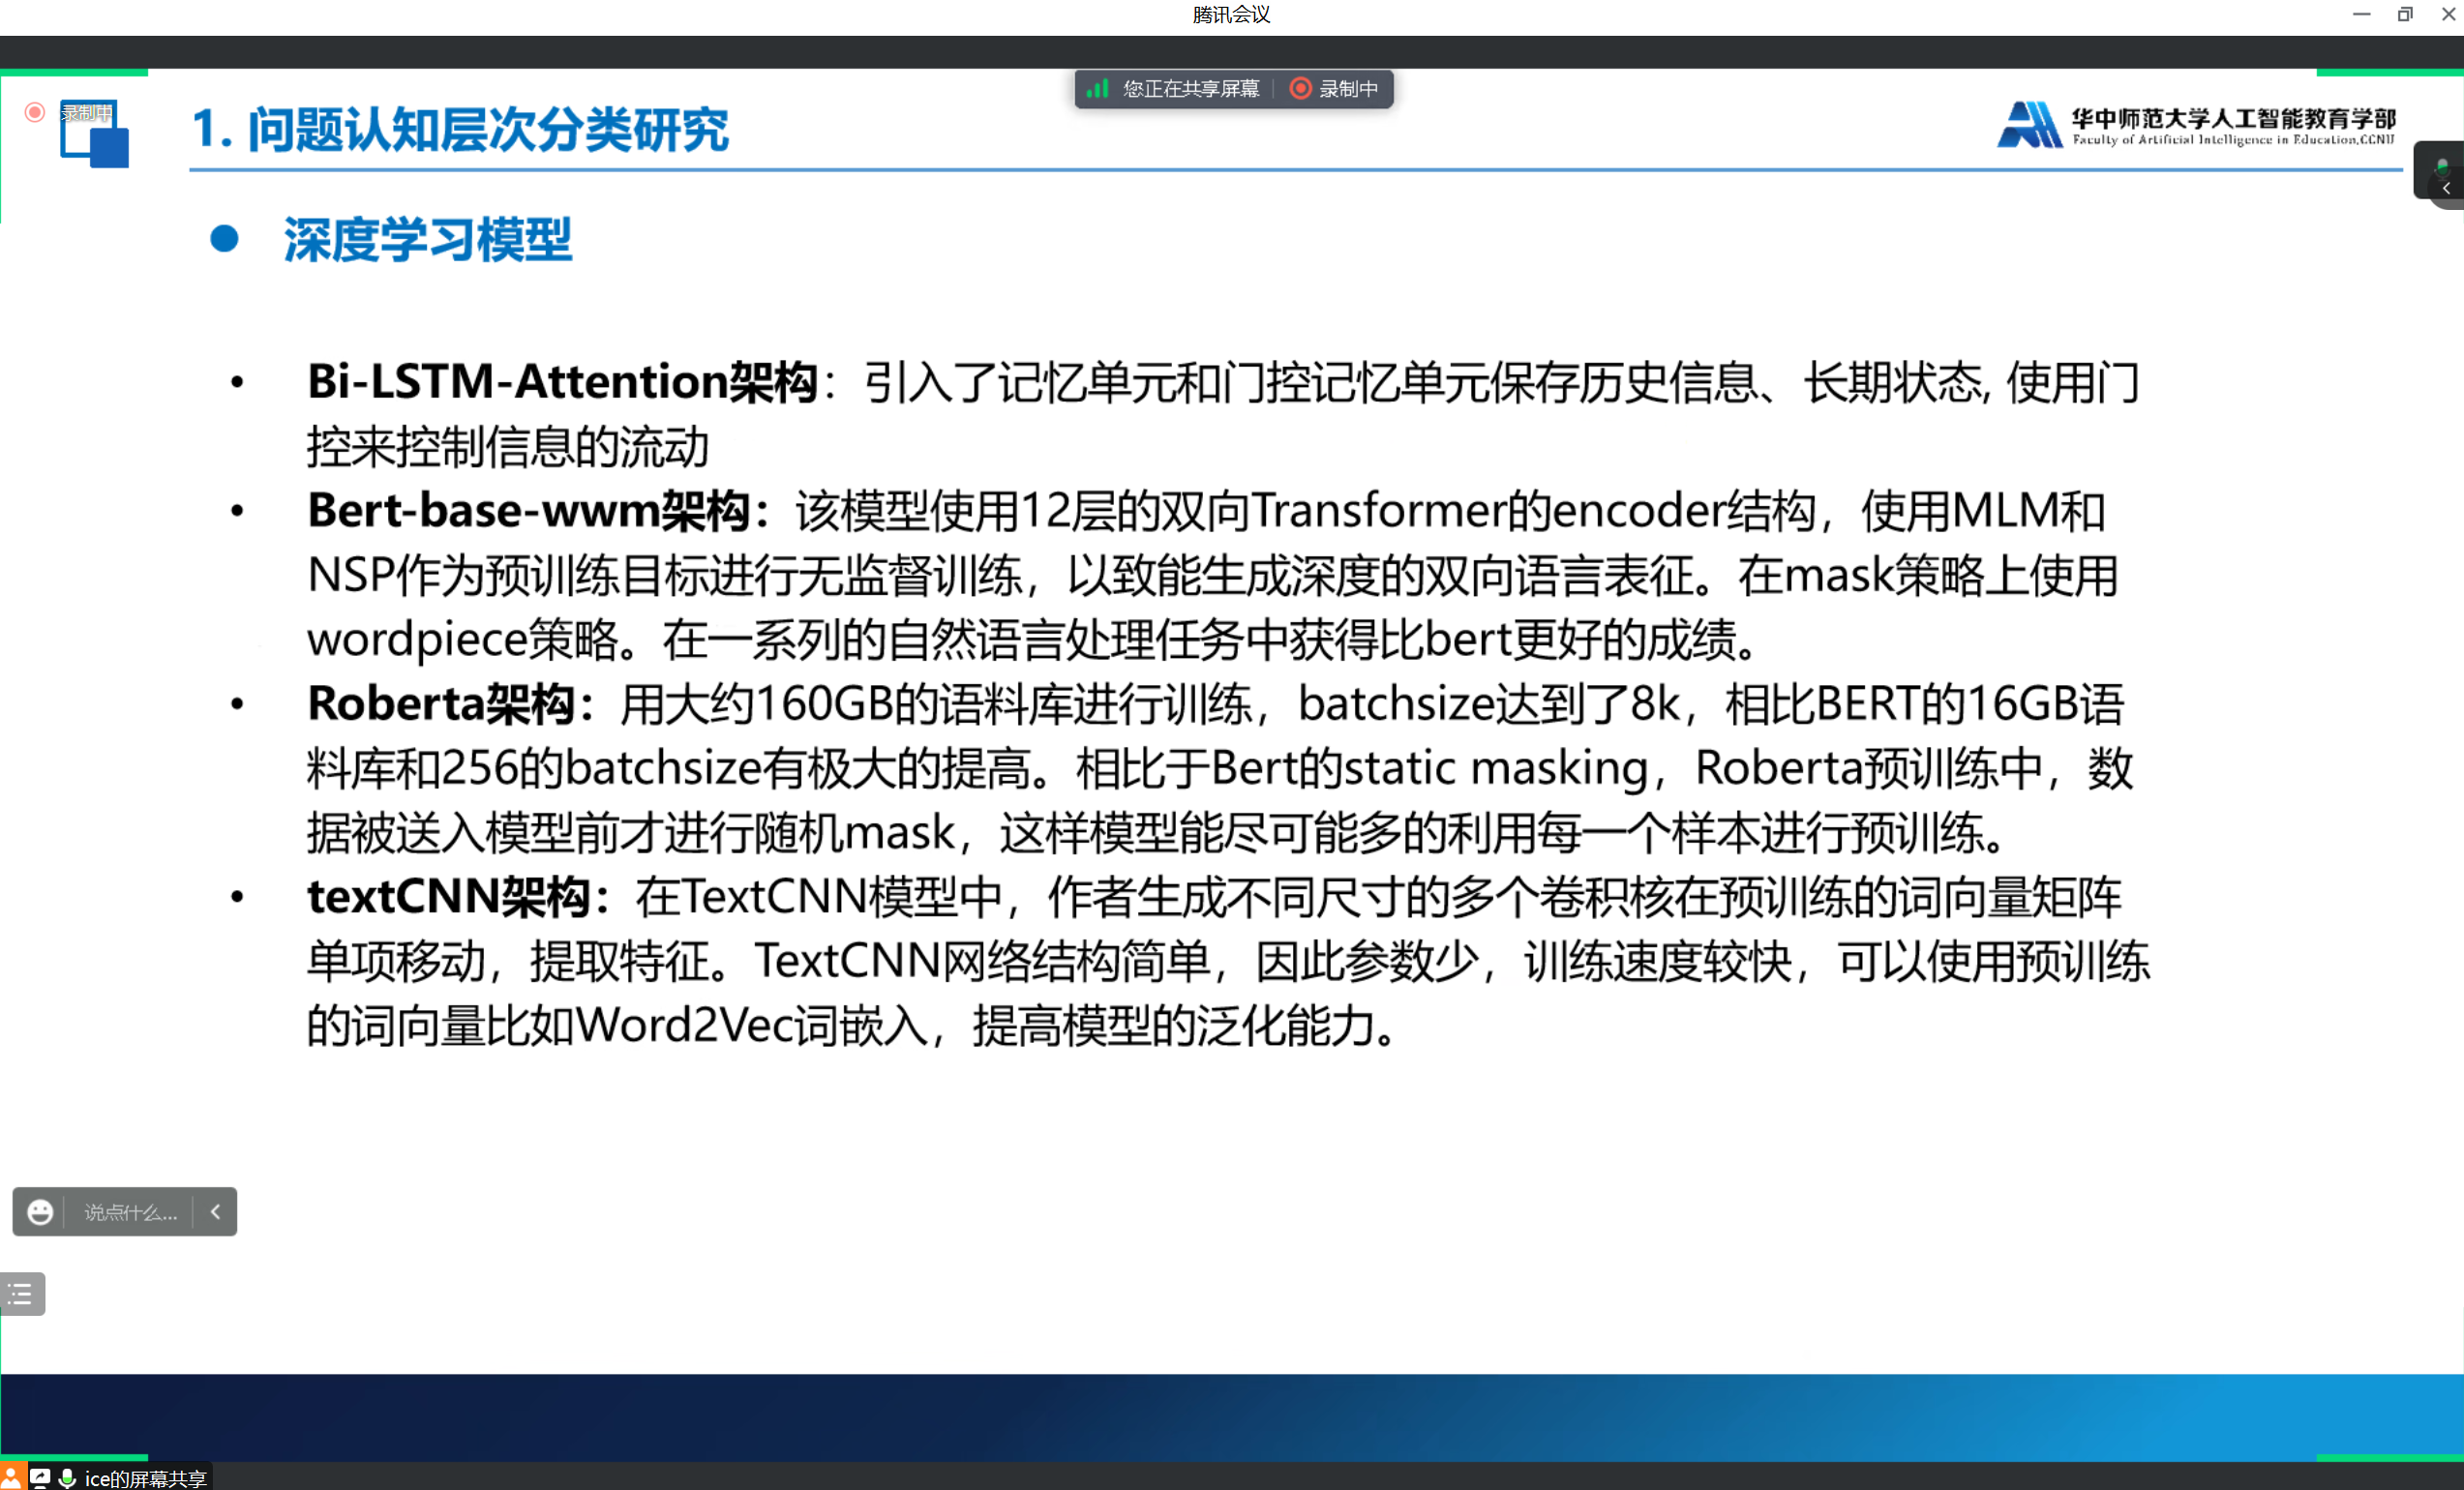 腾讯会议
您正在共享屏幕 录制中
录制中
1. 问题认知层次分类研究
华中师范大学人工智能教育学部
Faculty of Artificial Intelligence in Education,CCNU
深度学习模型
Bi-LSTM-Attention架构：引入了记忆单元和门控记忆单元保存历史信息、长期状态, 使用门
控来控制信息的流动
Bert-base-wwm架构：该模型使用12层的双向Transformer的encoder结构，使用MLM和
NSP作为预训练目标进行无监督训练，以致能生成深度的双向语言表征。在mask策略上使用
wordpiece策略。在一系列的自然语言处理任务中获得比bert更好的成绩。
Roberta架构：用大约160GB的语料库进行训练，batchsize达到了8k，相比BERT的16GB语
料库和256的batchsize有极大的提高。相比于Bert的static masking，Roberta预训练中，数
据被送入模型前才进行随机mask，这样模型能尽可能多的利用每一个样本进行预训练。
textCNN架构：在TextCNN模型中，作者生成不同尺寸的多个卷积核在预训练的词向量矩阵
单项移动，提取特征。TextCNN网络结构简单，因此参数少，训练速度较快，可以使用预训练
的词向量比如Word2Vec词嵌入，提高模型的泛化能力。
说点什么...
ice的屏幕共享